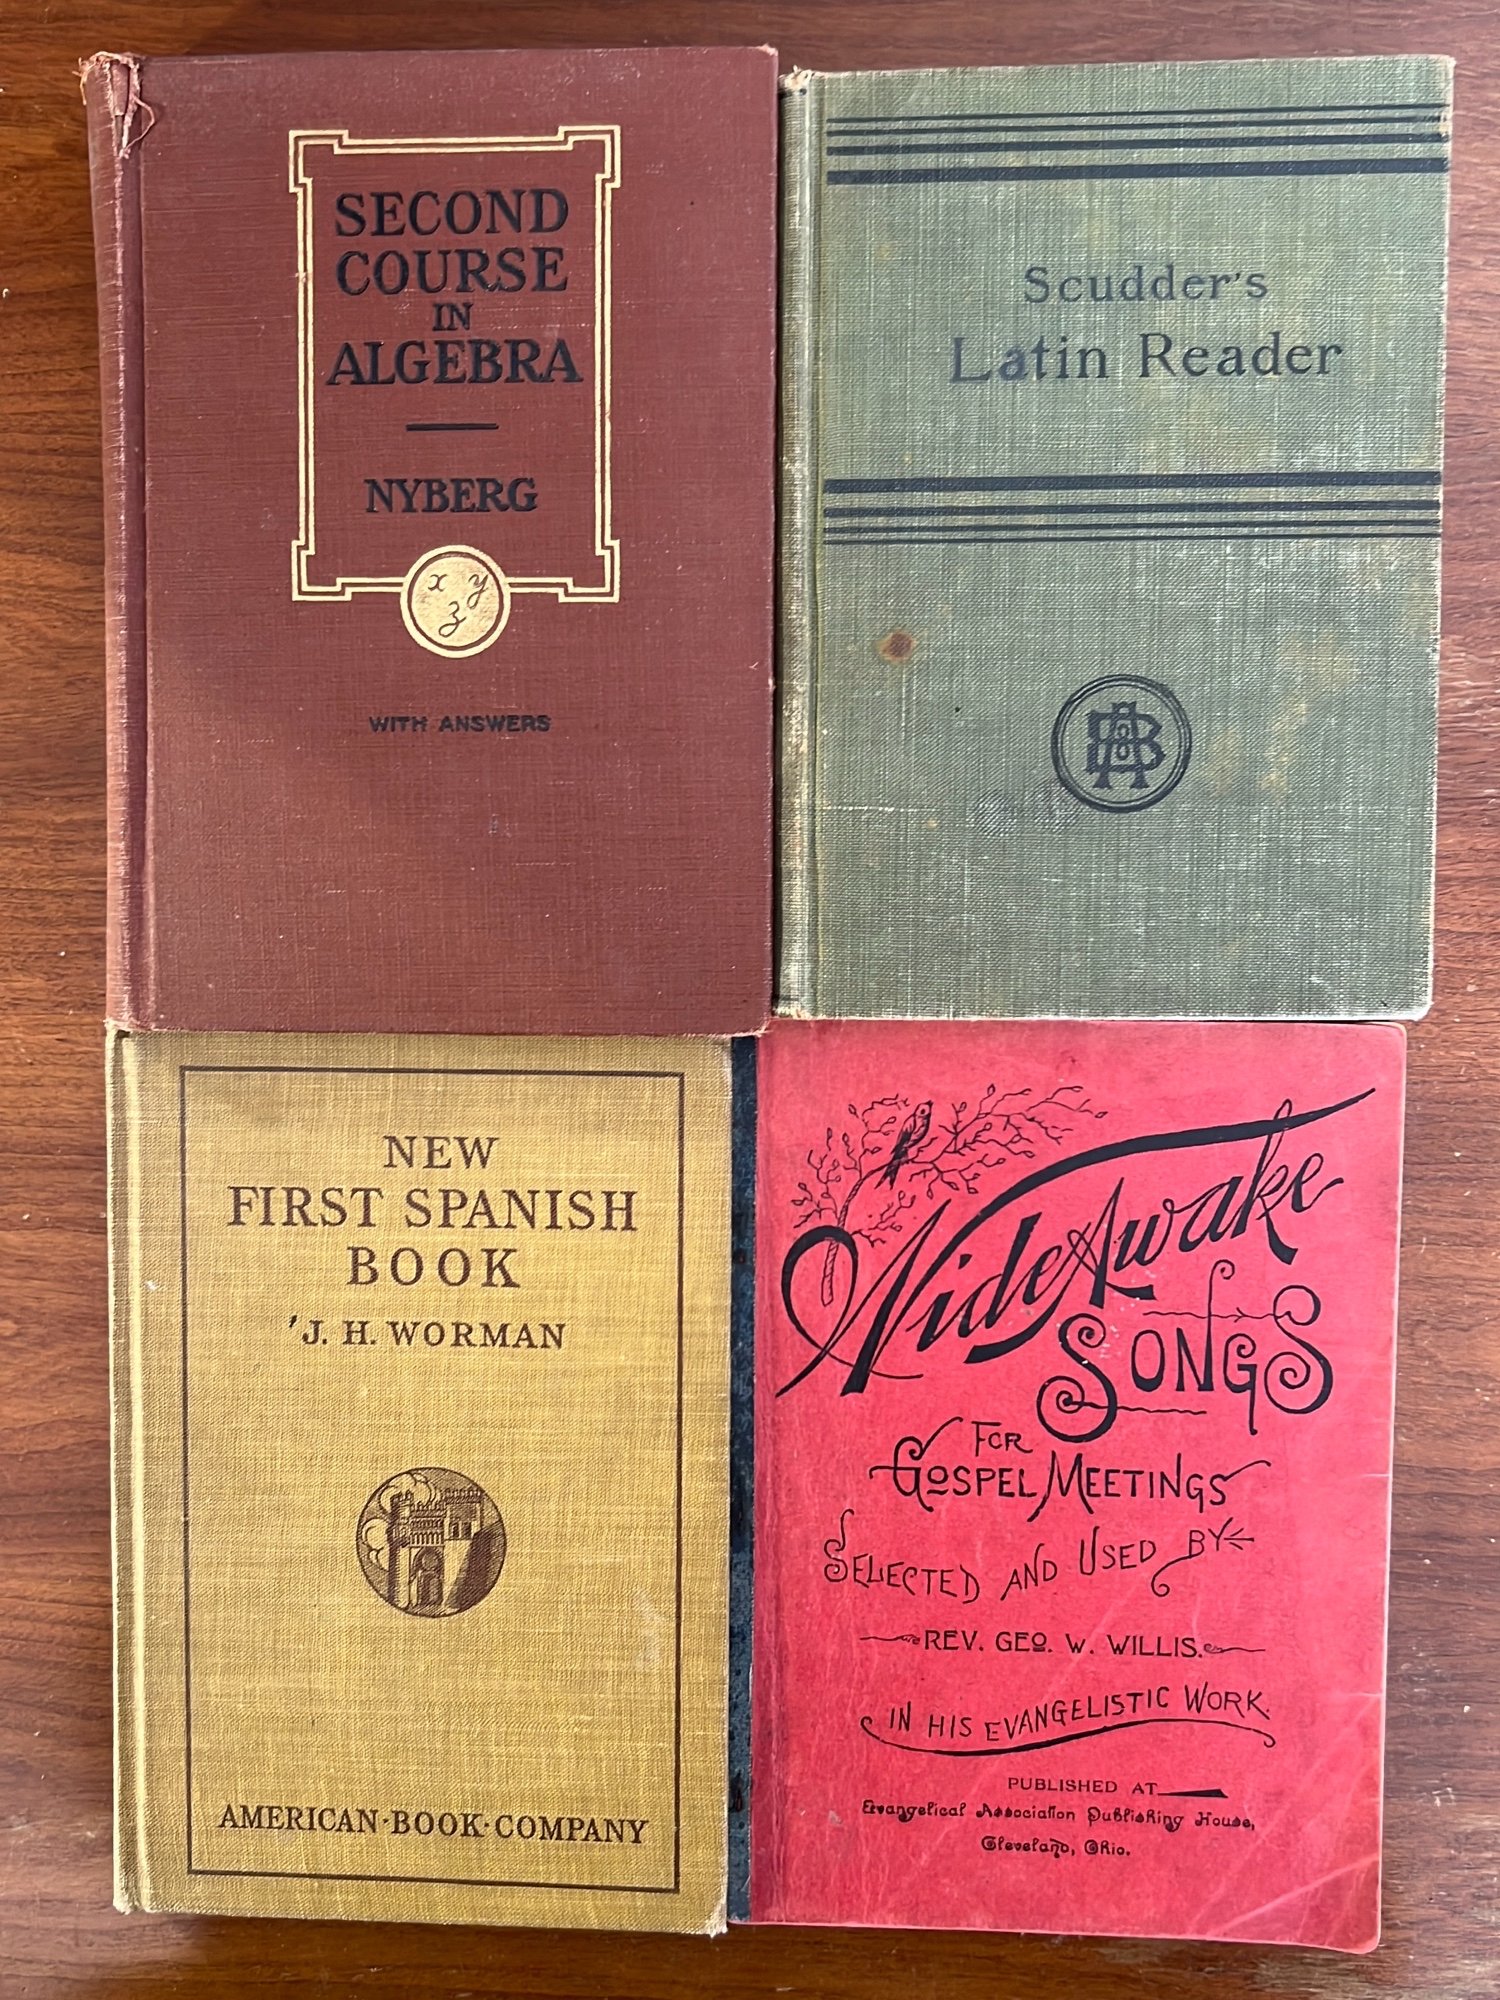 SECOND
COURSE
IN
ALGEBRA
NYBERG
x y
z
WITH ANSWERS
Scudder's
Latin Reader
NEW
FIRST SPANISH
BOOK
'J. H. WORMAN
AMERICAN·BOOK·COMPANY
Wide Awake
SONGS
FOR
GOSPEL MEETINGS
SELECTED AND USED BY
REV. GEO. W. WILLIS.
IN HIS EVANGELISTIC WORK.
PUBLISHED AT
Evangelical Association Publishing House,
Cleveland, Ohio.